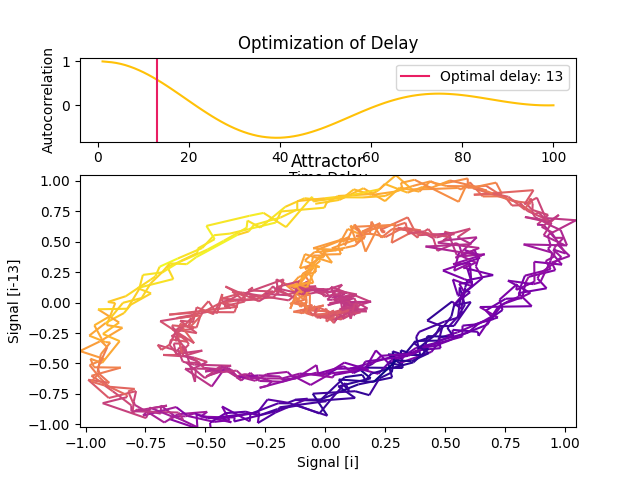 Optimization of Delay
Autocorrelation
1
0
Optimal delay: 13
0 20 40 60 80 100
Attractor
Signal [i-13]
1.00
0.75
0.50
0.25
0.00
−0.25
−0.50
−0.75
−1.00
−1.00 −0.75 −0.50 −0.25 0.00 0.25 0.50 0.75 1.00
Signal [i]